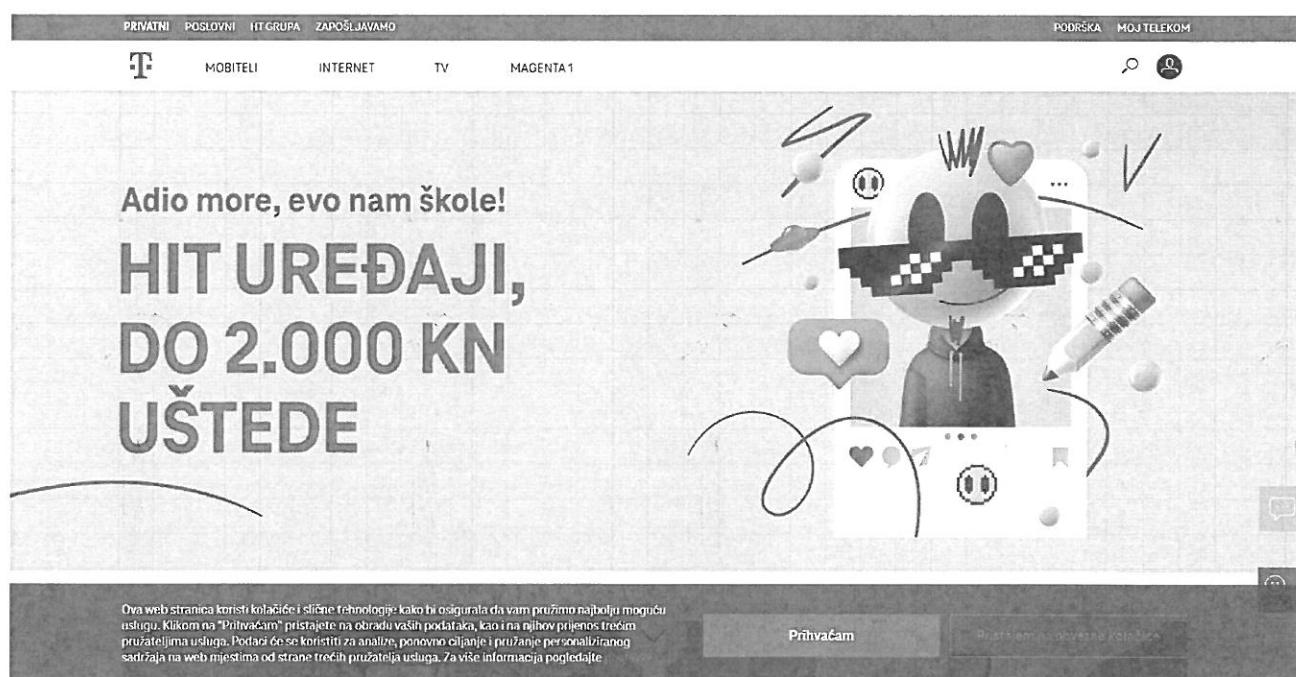 PRIVATNI POSLOVNI HT GRUPA ZAPOŠLJAVAMO PODRŠKA MOJ TELEKOM
T MOBITELI INTERNET TV MAGENTA 1
Adio more, evo nam škole!
HIT UREĐAJI,
DO 2.000 KN
UŠTEDE
Ova web stranica koristi kolačiće i slične tehnologije kako bi osigurala da vam pružimo najbolju moguću
uslugu. Klikom na "Prihvaćam" pristajete na obradu vaših podataka, kao i na njihov prijenos trećim
pružateljima usluga. Podaci će se koristiti za analize, ponovno ciljanje i pružanje personaliziranog
sadržaja na web mjestima od strane trećih pružatelja usluga. Za više informacija pogledajte
Prihvaćam
Pristajem na obvezne kolačiće